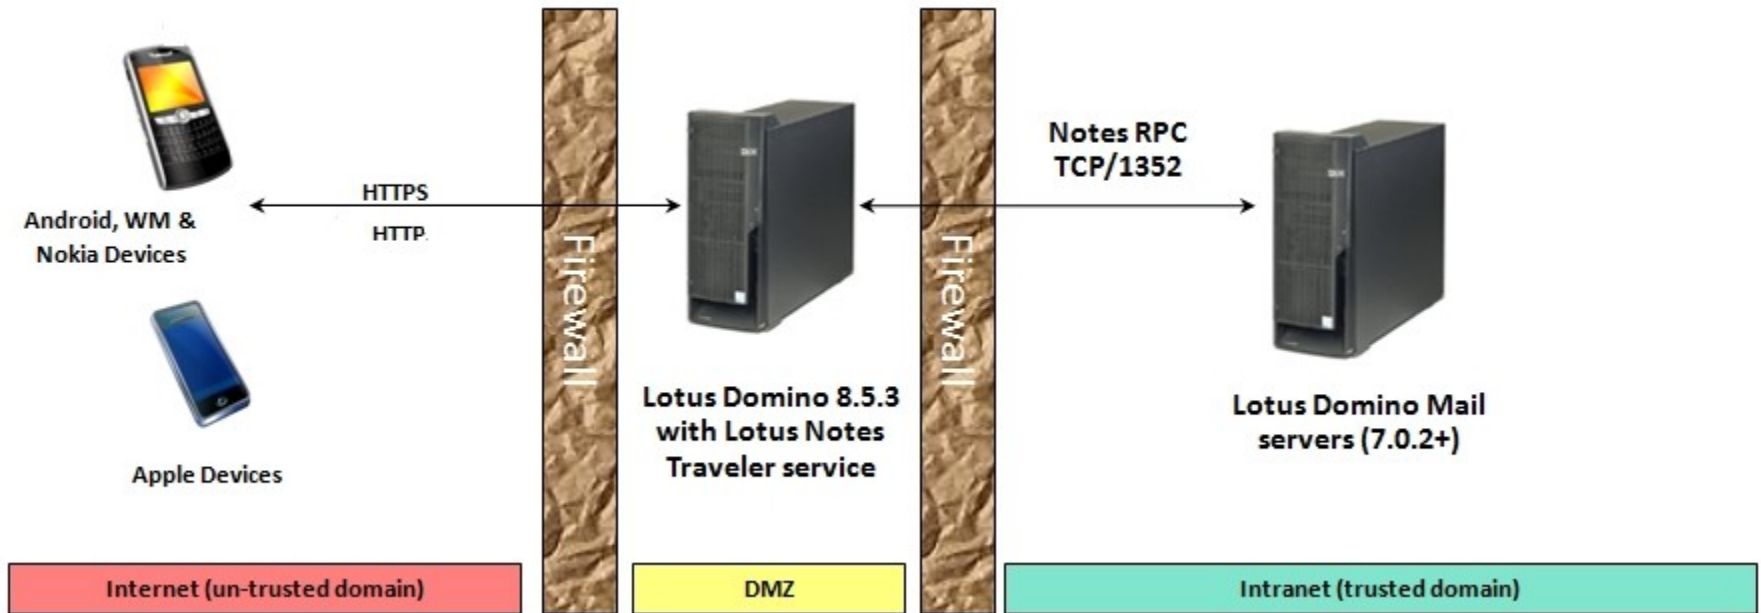 Android, WM &
Nokia Devices
Apple Devices
HTTPS
HTTP
Firewall
Lotus Domino 8.5.3
with Lotus Notes
Traveler service
Firewall
Notes RPC
TCP/1352
Lotus Domino Mail
servers (7.0.2+)
Internet (un-trusted domain)
DMZ
Intranet (trusted domain)